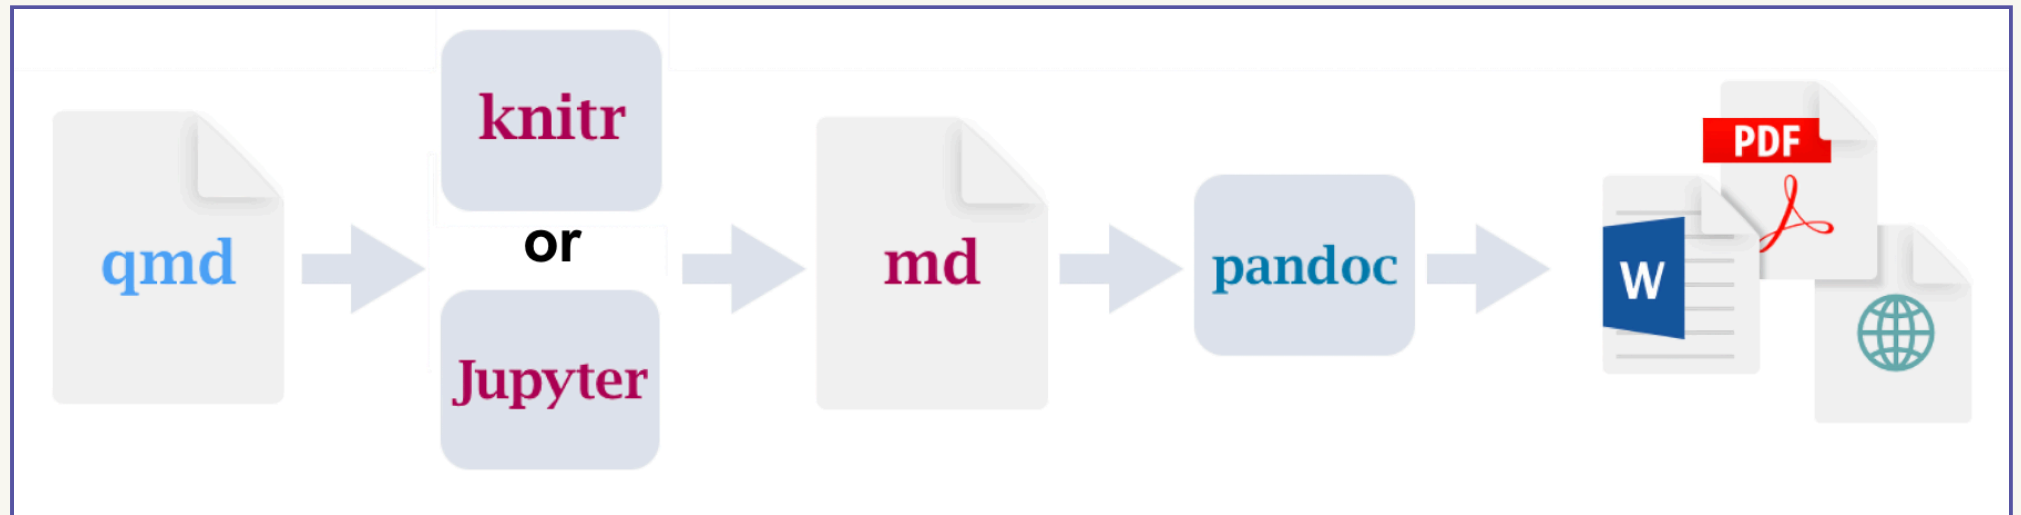 qmd
knitr
or
Jupyter
md
pandoc
PDF
W